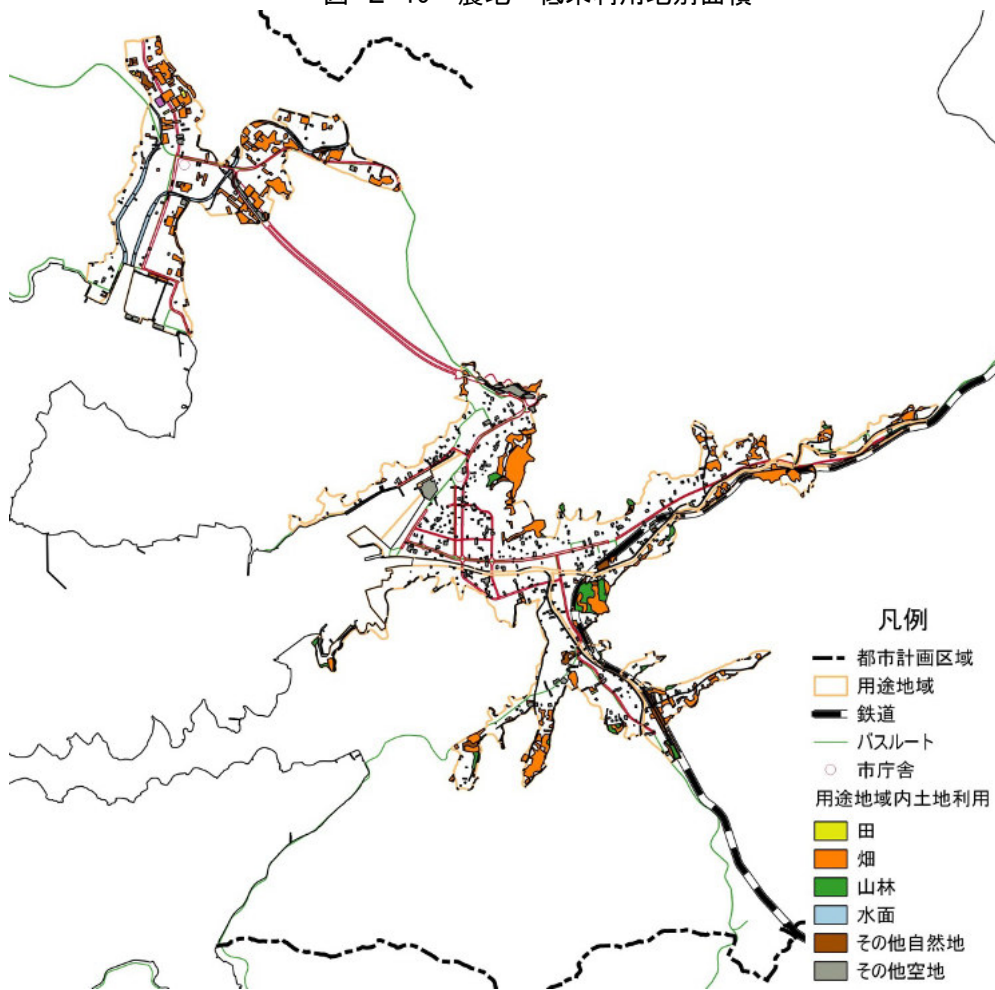 凡例
都市計画区域
用途地域
鉄道
バスルート
市庁舎
用途地域内土地利用
田
畑
山林
水面
その他自然地
その他空地